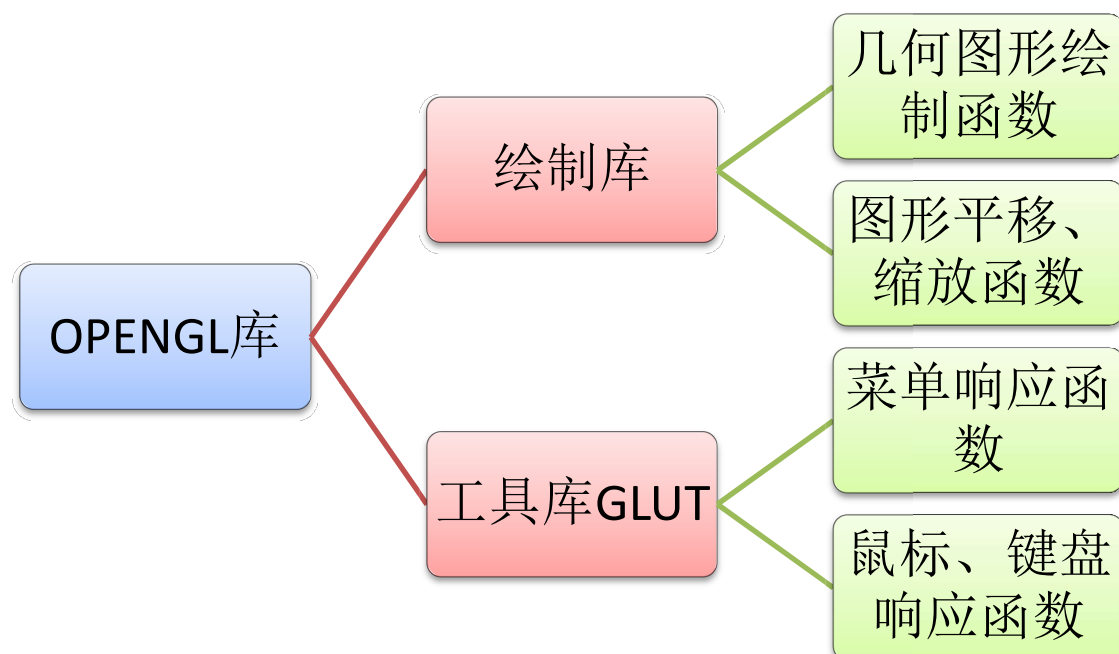 OPENGL库
绘制库
工具库GLUT
几何图形绘
制函数
图形平移、
缩放函数
菜单响应函
数
鼠标、键盘
响应函数